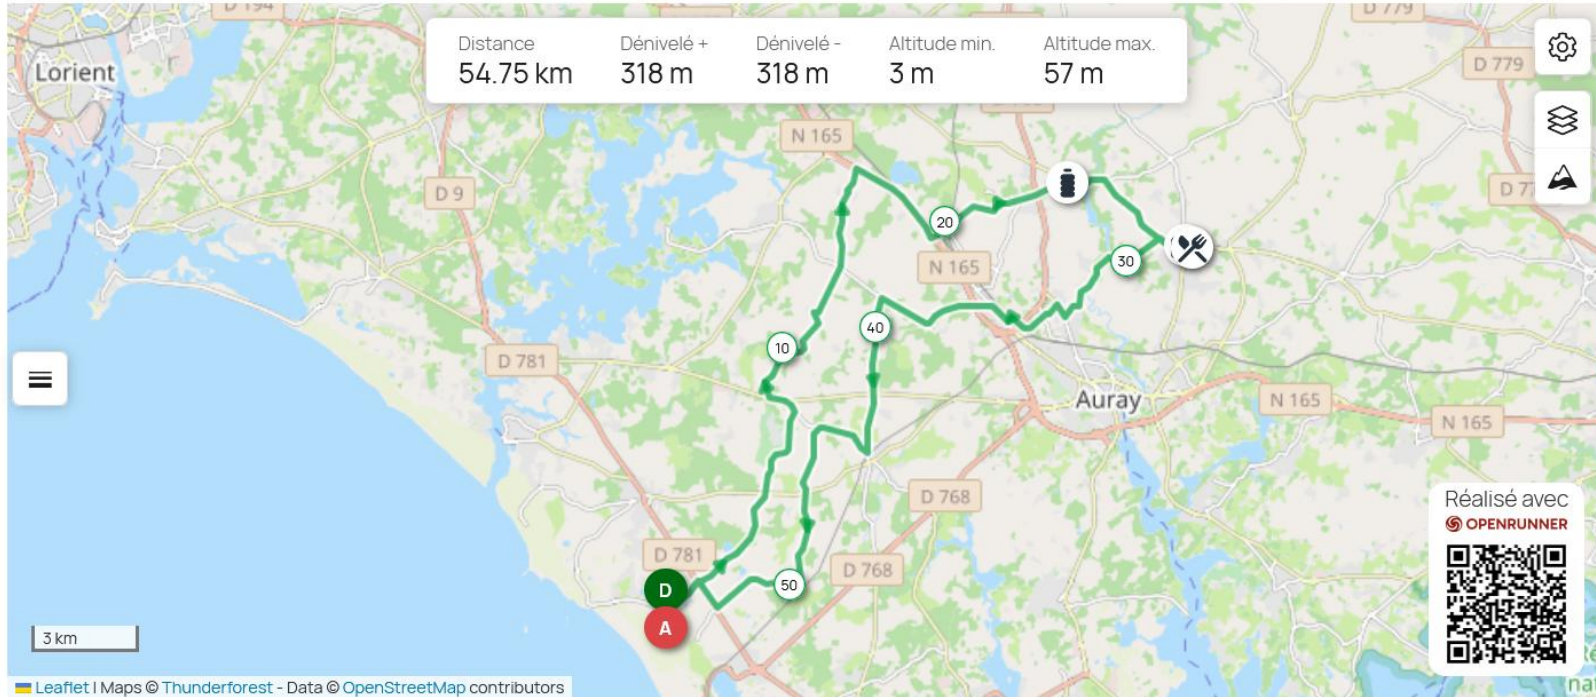 D 194
D 779
Distance
54.75 km
Dénivelé +
318 m
Dénivelé -
318 m
Altitude min.
3 m
Altitude max.
57 m
Lorient
D 779
N 165
D 9
20
N 165
30
40
10
D 781
Auray
N 165
N 165
D 768
D 781
D 768
50
D
A
Réalisé avec
OPENRUNNER
3 km
Leaflet | Maps © Thunderforest - Data © OpenStreetMap contributors